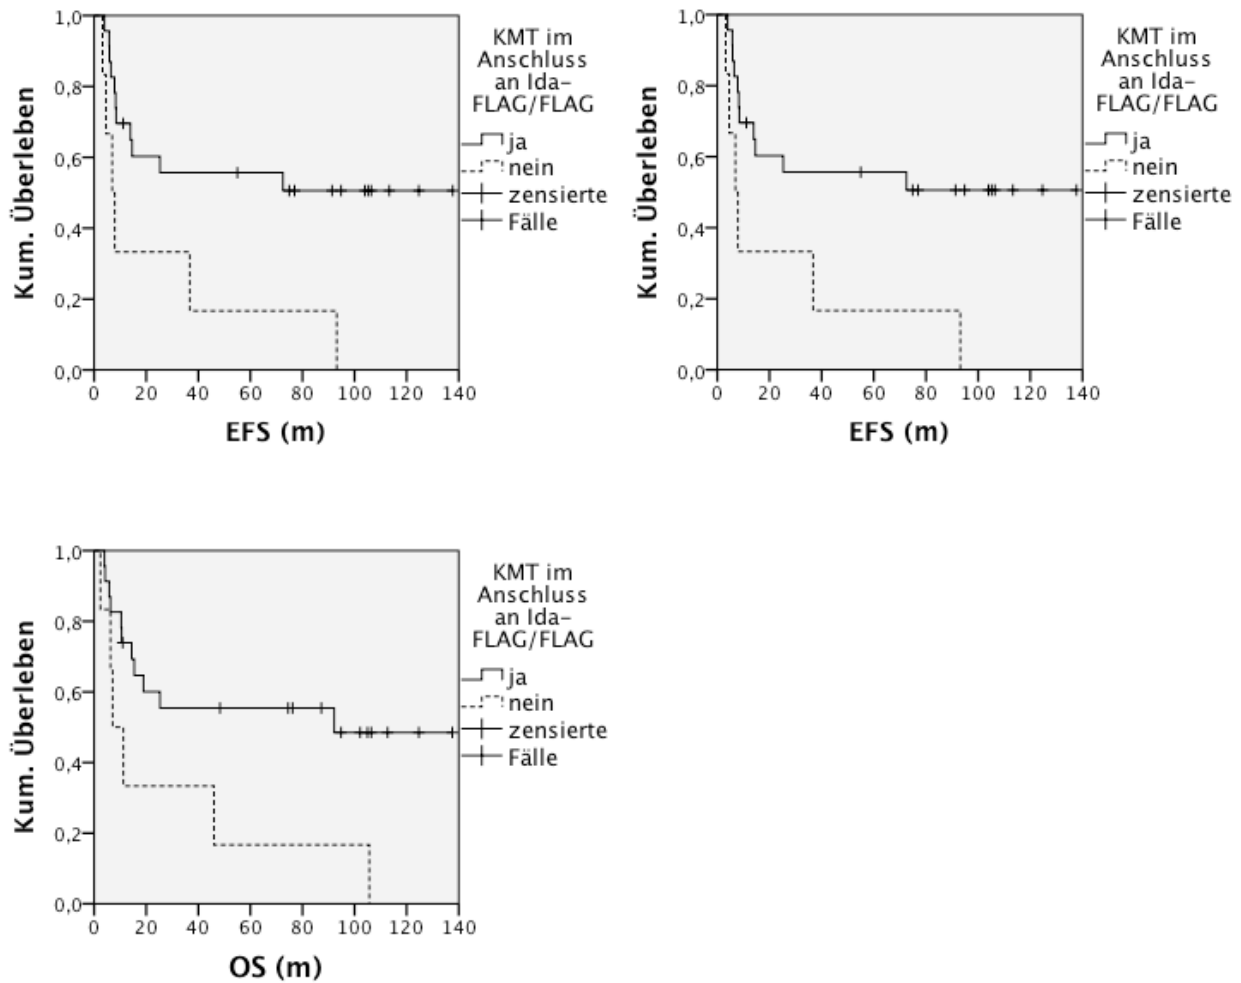 1,0
0,8
0,6
0,4
0,2
0,0
Kum. Überleben
0 20 40 60 80 100 120 140
EFS (m)
KMT im
Anschluss
an Ida-
FLAG/FLAG
ja
nein
zensierte
Fälle
1,0
0,8
0,6
0,4
0,2
0,0
Kum. Überleben
0 20 40 60 80 100 120 140
EFS (m)
KMT im
Anschluss
an Ida-
FLAG/FLAG
ja
nein
zensierte
Fälle
1,0
0,8
0,6
0,4
0,2
0,0
Kum. Überleben
0 20 40 60 80 100 120 140
OS (m)
KMT im
Anschluss
an Ida-
FLAG/FLAG
ja
nein
zensierte
Fälle